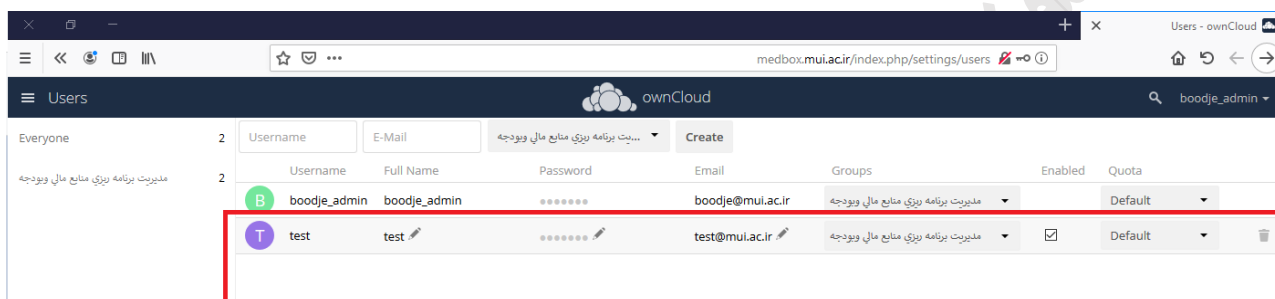 Users - ownCloud
medbox.mui.ac.ir/index.php/settings/users
Users
ownCloud
boodje_admin
Everyone 2
Username E-Mail ...یت برنامه ریزي منابع مالي وبودجه Create
مدیریت برنامه ریزي منابع مالي وبودجه 2
Username Full Name Password Email Groups Enabled Quota
B boodje_admin boodje_admin ●●●●●●● boodje@mui.ac.ir مدیریت برنامه ریزي منابع مالي وبودجه Default
T test test ●●●●●●● test@mui.ac.ir مدیریت برنامه ریزي منابع مالي وبودجه Default